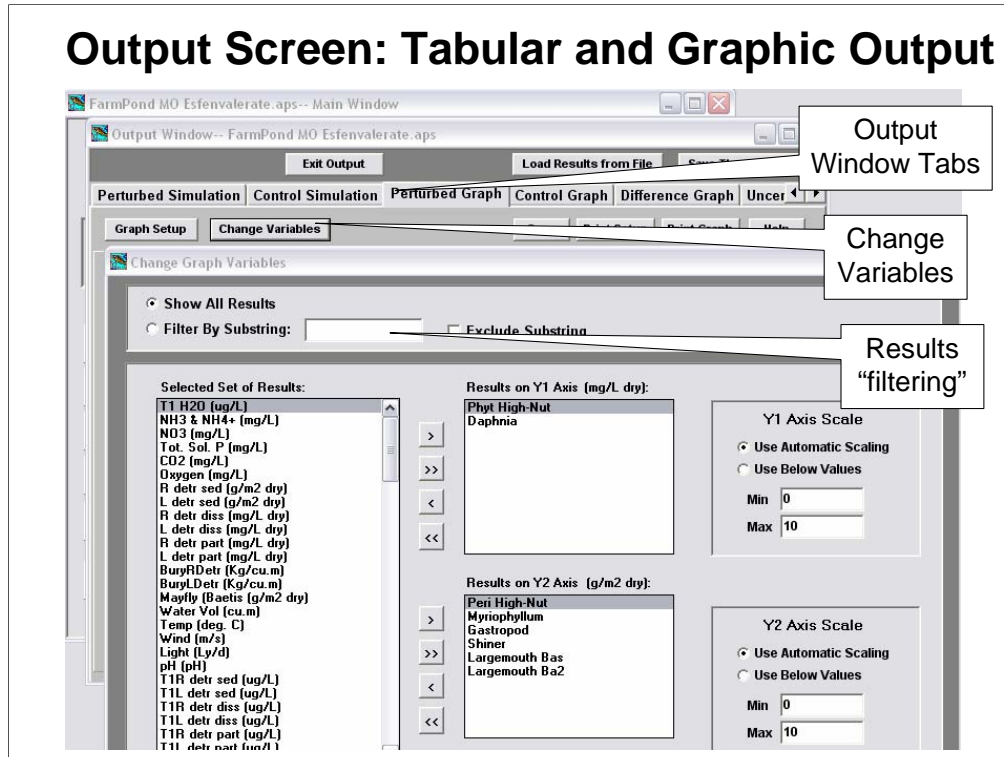 Output Screen: Tabular and Graphic Output
FarmPond MO Esfenvalerate.aps-- Main Window
Output Window-- FarmPond MO Esfenvalerate.aps
Output
Window Tabs
Exit Output
Load Results from File
Perturbed Simulation
Control Simulation
Perturbed Graph
Control Graph
Difference Graph
Graph Setup
Change Variables
Print Setup
Print Graph
Help
Change
Variables
Change Graph Variables
Show All Results
Filter By Substring:
Exclude Substring
Results
“filtering”
Selected Set of Results:
T1 H2O (ug/L)
NH3 & NH4+ (mg/L)
NO3 (mg/L)
Tot. Sol. P (mg/L)
CO2 (mg/L)
Oxygen (mg/L)
R detr sed (g/m2 dry)
L detr sed (g/m2 dry)
R detr diss (mg/L dry)
L detr diss (mg/L dry)
R detr part (mg/L dry)
L detr part (mg/L dry)
BuryRDetr (Kg/cu.m)
BuryLDetr (Kg/cu.m)
Mayfly (Baetis (g/m2 dry)
Water Vol (cu.m)
Temp (deg. C)
Wind (m/s)
Light (Ly/d)
pH (pH)
T1R detr sed (ug/L)
T1L detr sed (ug/L)
T1R detr diss (ug/L)
T1L detr diss (ug/L)
T1R detr part (ug/L)
T1L detr part (ug/L)
>
>>
<
<<
Results on Y1 Axis (mg/L dry):
Phyt High-Nut
Daphnia
Y1 Axis Scale
Use Automatic Scaling
Use Below Values
Min 0
Max 10
>
>>
<
<<
Results on Y2 Axis (g/m2 dry):
Peri High-Nut
Myriophyllum
Gastropod
Shiner
Largemouth Bas
Largemouth Ba2
Y2 Axis Scale
Use Automatic Scaling
Use Below Values
Min 0
Max 10